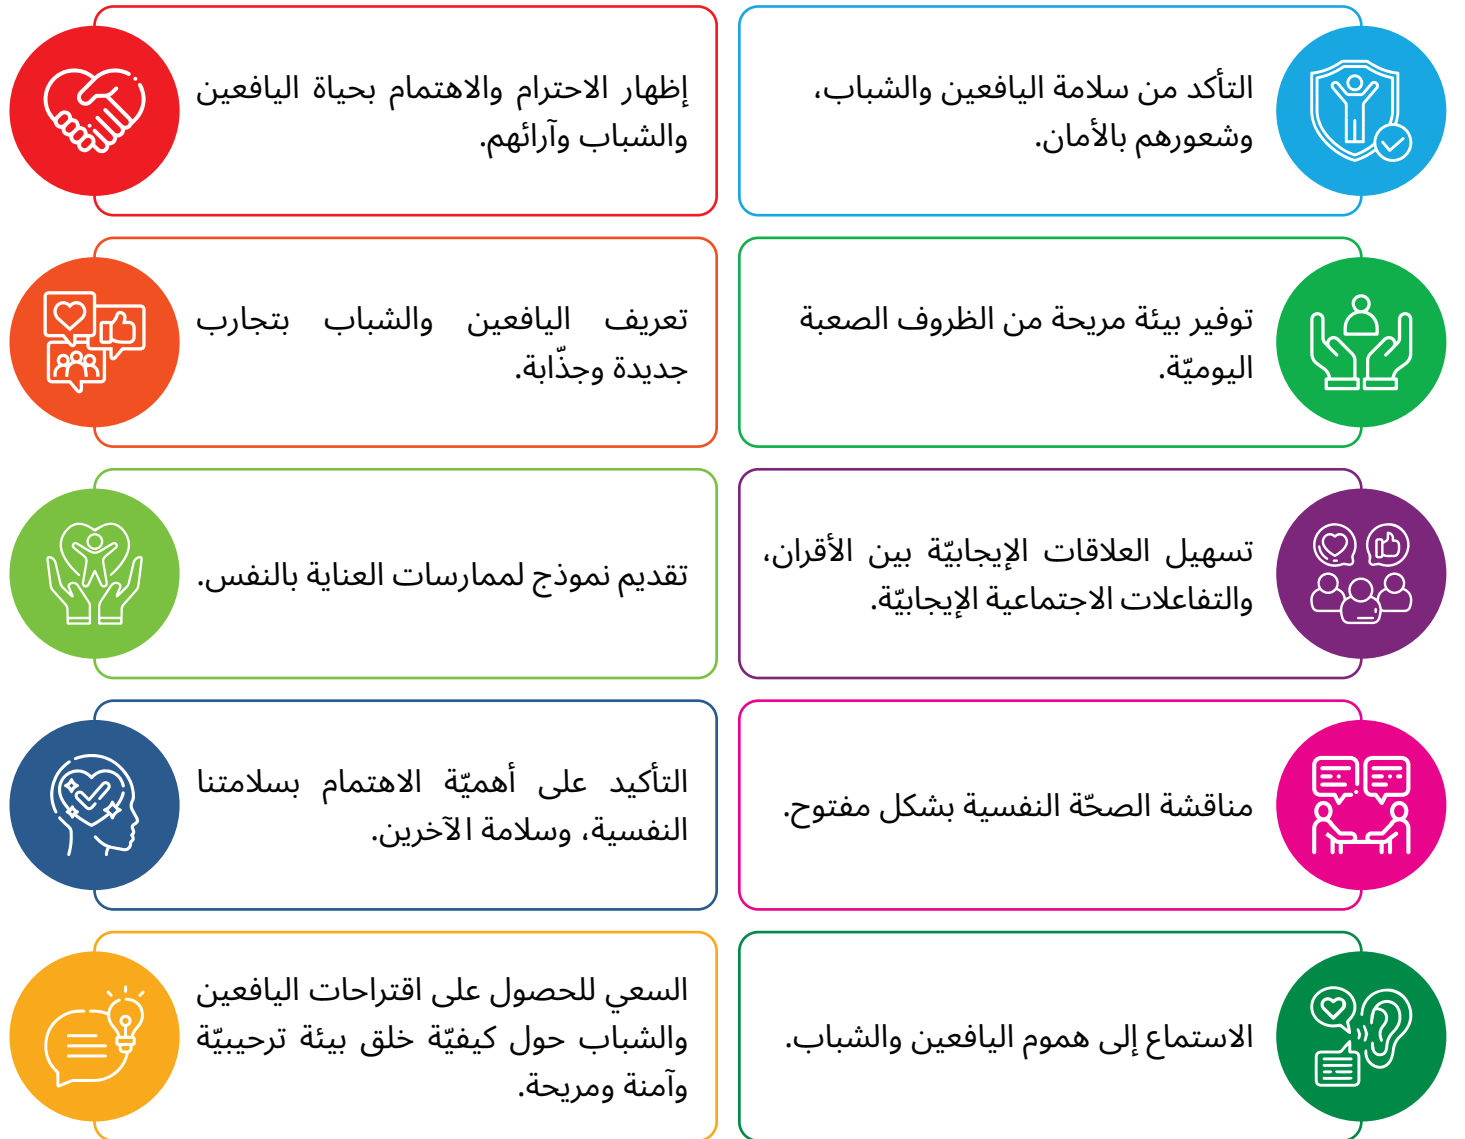 التأكد من سلامة اليافعين والشباب،
وشعورهم بالأمان.
إظهار الاحترام والاهتمام بحياة اليافعين
والشباب وآرائهم.
توفير بيئة مريحة من الظروف الصعبة
اليوميّة.
تعريف اليافعين والشباب بتجارب
جديدة وجذّابة.
تسهيل العلاقات الإيجابيّة بين الأقران،
والتفاعلات الاجتماعية الإيجابيّة.
تقديم نموذج لممارسات العناية بالنفس.
مناقشة الصحّة النفسية بشكل مفتوح.
التأكيد على أهميّة الاهتمام بسلامتنا
النفسية، وسلامة الآخرين.
الاستماع إلى هموم اليافعين والشباب.
السعي للحصول على اقتراحات اليافعين
والشباب حول كيفيّة خلق بيئة ترحيبيّة
وآمنة ومريحة.